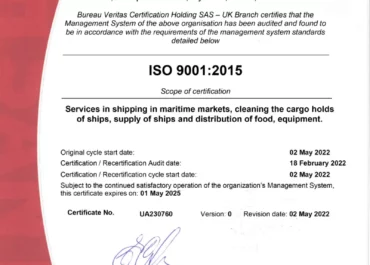 Bureau Veritas Certification Holding SAS – UK Branch certifies that the
Management System of the above organisation has been audited and found to
be in accordance with the requirements of the management system standards
detailed below
ISO 9001:2015
Scope of certification
Services in shipping in maritime markets, cleaning the cargo holds
of ships, supply of ships and distribution of food, equipment.
Original cycle start date: 02 May 2022
Certification / Recertification Audit date: 18 February 2022
Certification / Recertification cycle start date: 02 May 2022
Subject to the continued satisfactory operation of the organization's Management System,
this certificate expires on: 01 May 2025
Certificate No. UA230760 Version: 0 Revision date: 02 May 2022